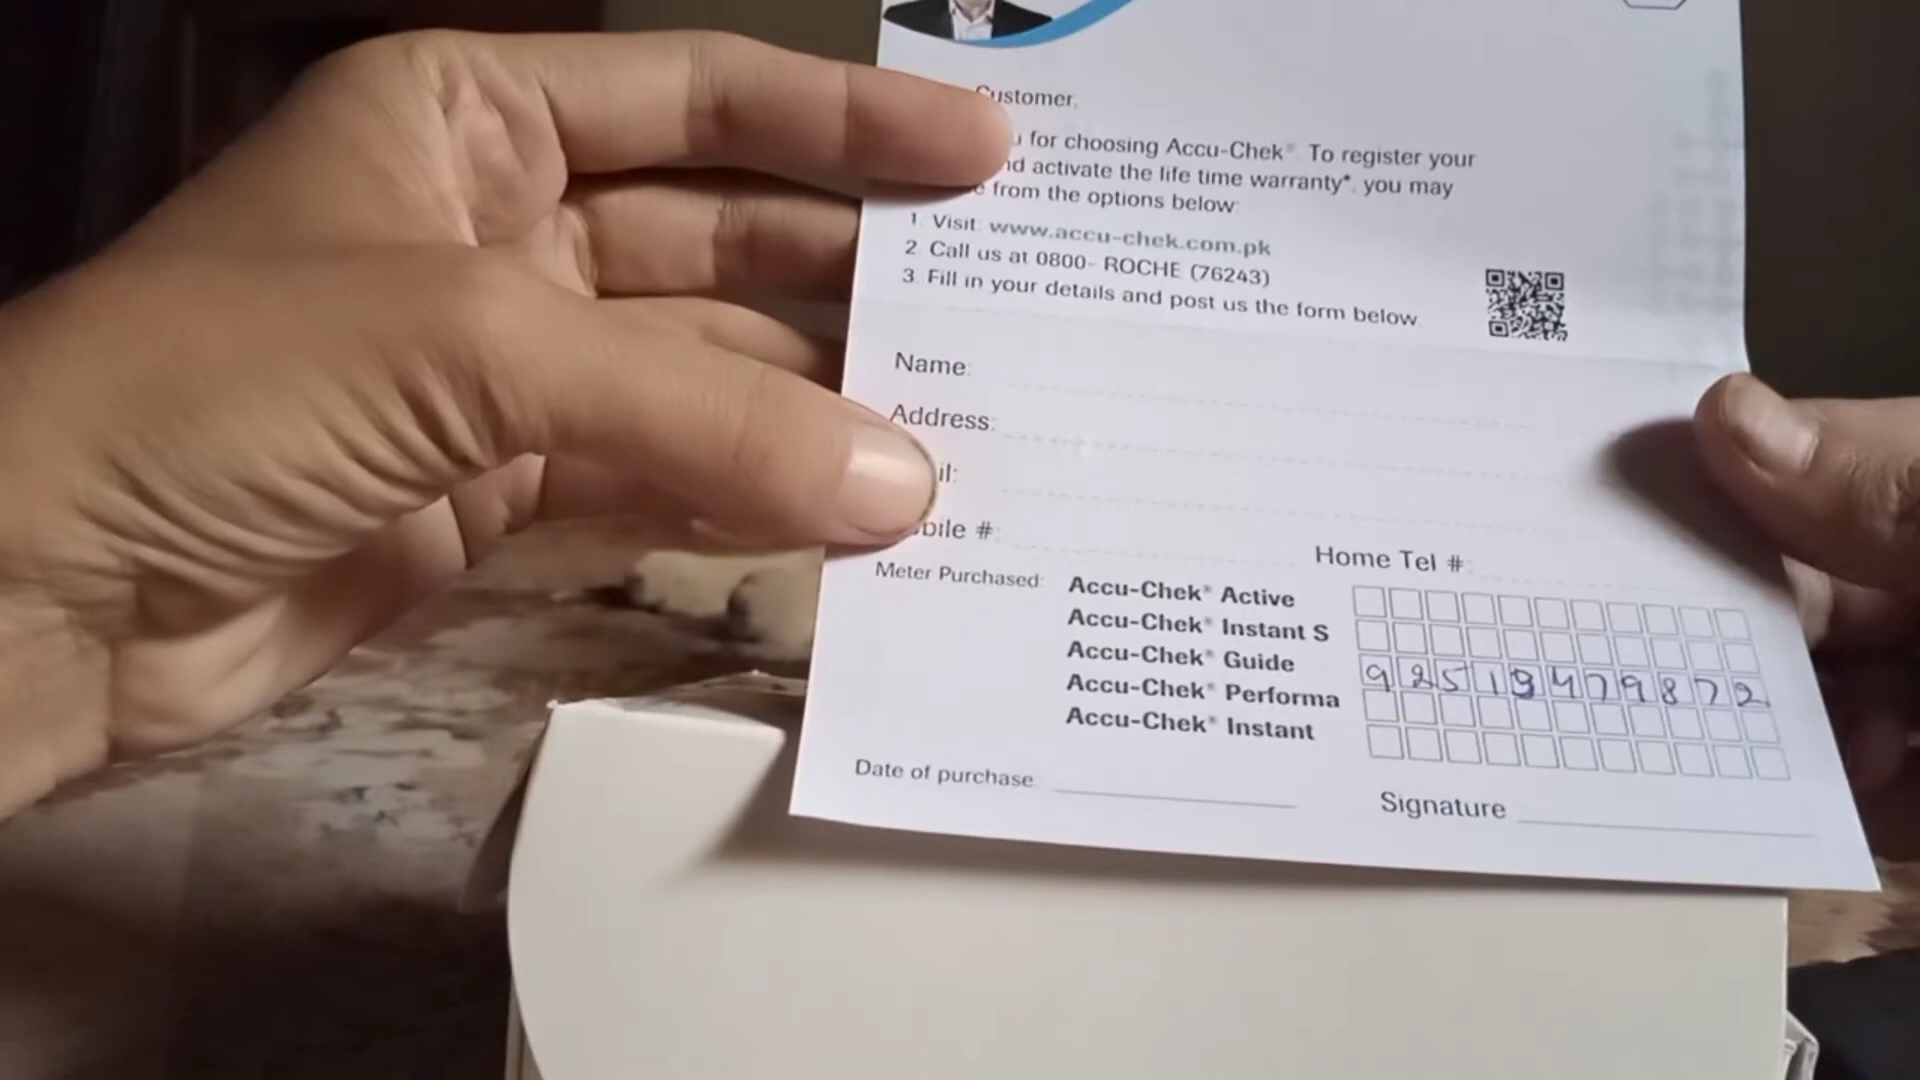 Customer,
for choosing Accu-Chek® To register your
activate the life time warranty*, you may
from the options below:
1. Visit: www.accu-chek.com.pk
2. Call us at 0800- ROCHE (76243)
3. Fill in your details and post us the form below.
Name:
Address:
Home Tel #:
Meter Purchased: Accu-Chek® Active
Accu-Chek® Instant S
Accu-Chek® Guide 92519479872
Accu-Chek® Performa
Accu-Chek® Instant
Date of purchase:
Signature